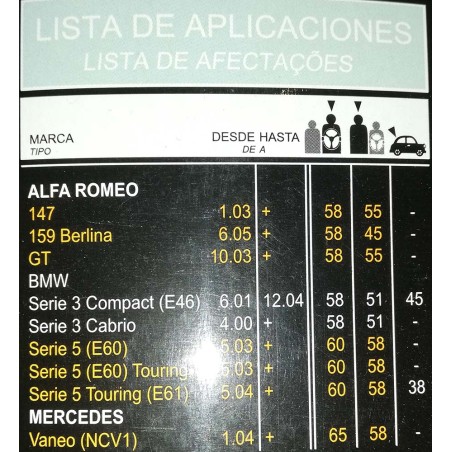 LISTA DE APLICACIONES
LISTA DE AFECTAÇÕES
MARCA DESDE HASTA
TIPO DE A
ALFA ROMEO
147 1.03 + 58 55 -
159 Berlina 6.05 + 58 45 -
GT 10.03 + 58 55 -
BMW
Serie 3 Compact (E46) 6.01 12.04 58 51 45
Serie 3 Cabrio 4.00 + 58 51 -
Serie 5 (E60) 5.03 + 60 58 -
Serie 5 (E60) Touring 5.03 + 60 58 -
Serie 5 Touring (E61) 5.04 + 60 58 38
MERCEDES
Vaneo (NCV1) 1.04 + 65 58 -